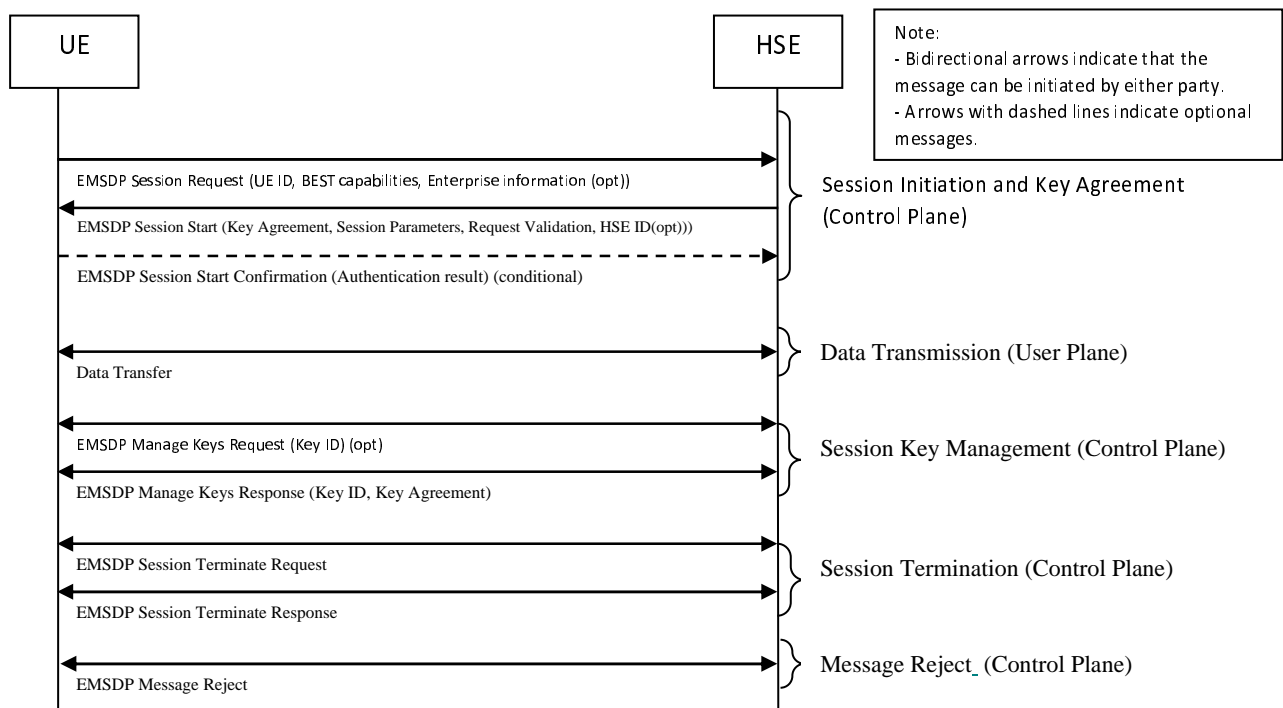 UE
HSE
Note:
- Bidirectional arrows indicate that the
message can be initiated by either party.
- Arrows with dashed lines indicate optional
messages.
EMSDP Session Request (UE ID, BEST capabilities, Enterprise information (opt))
Session Initiation and Key Agreement
(Control Plane)
EMSDP Session Start (Key Agreement, Session Parameters, Request Validation, HSE ID(opt)))
EMSDP Session Start Confirmation (Authentication result) (conditional)
Data Transmission (User Plane)
Data Transfer
EMSDP Manage Keys Request (Key ID) (opt)
Session Key Management (Control Plane)
EMSDP Manage Keys Response (Key ID, Key Agreement)
EMSDP Session Terminate Request
Session Termination (Control Plane)
EMSDP Session Terminate Response
Message Reject_ (Control Plane)
EMSDP Message Reject